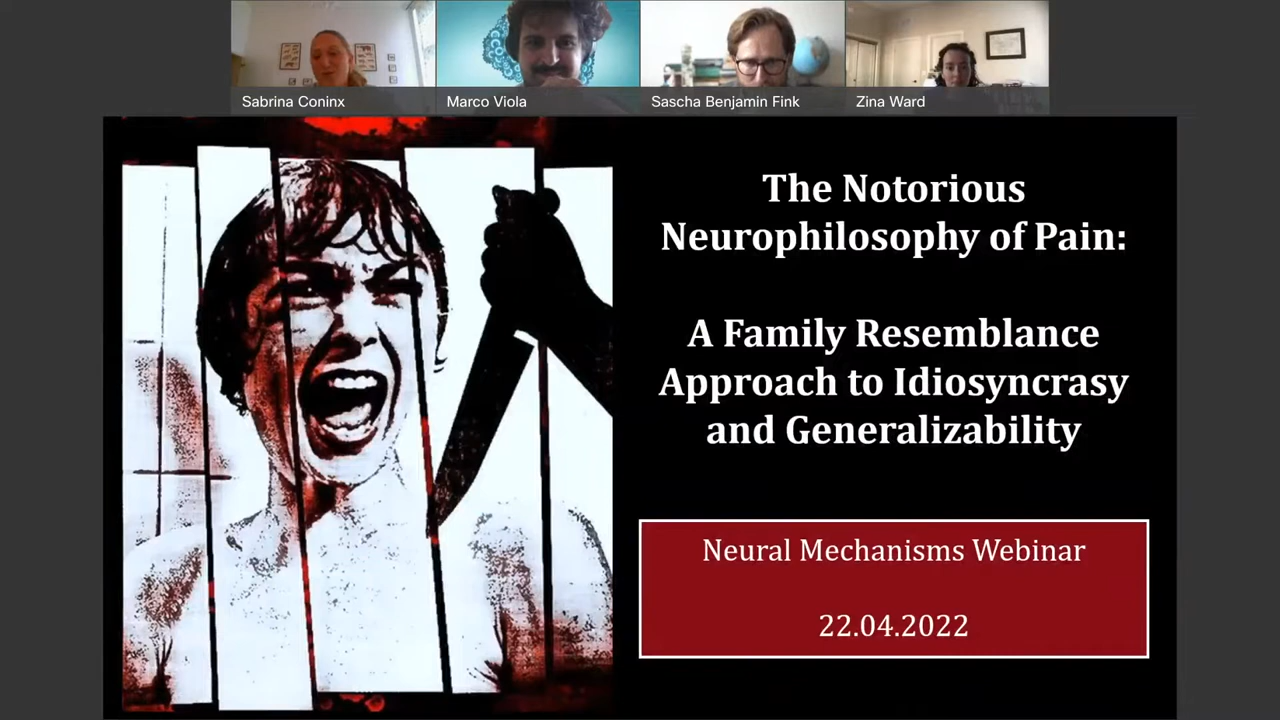 Sabrina Coninx
Marco Viola
Sascha Benjamin Fink
Zina Ward
The Notorious
Neurophilosophy of Pain:
A Family Resemblance
Approach to Idiosyncrasy
and Generalizability
Neural Mechanisms Webinar
22.04.2022